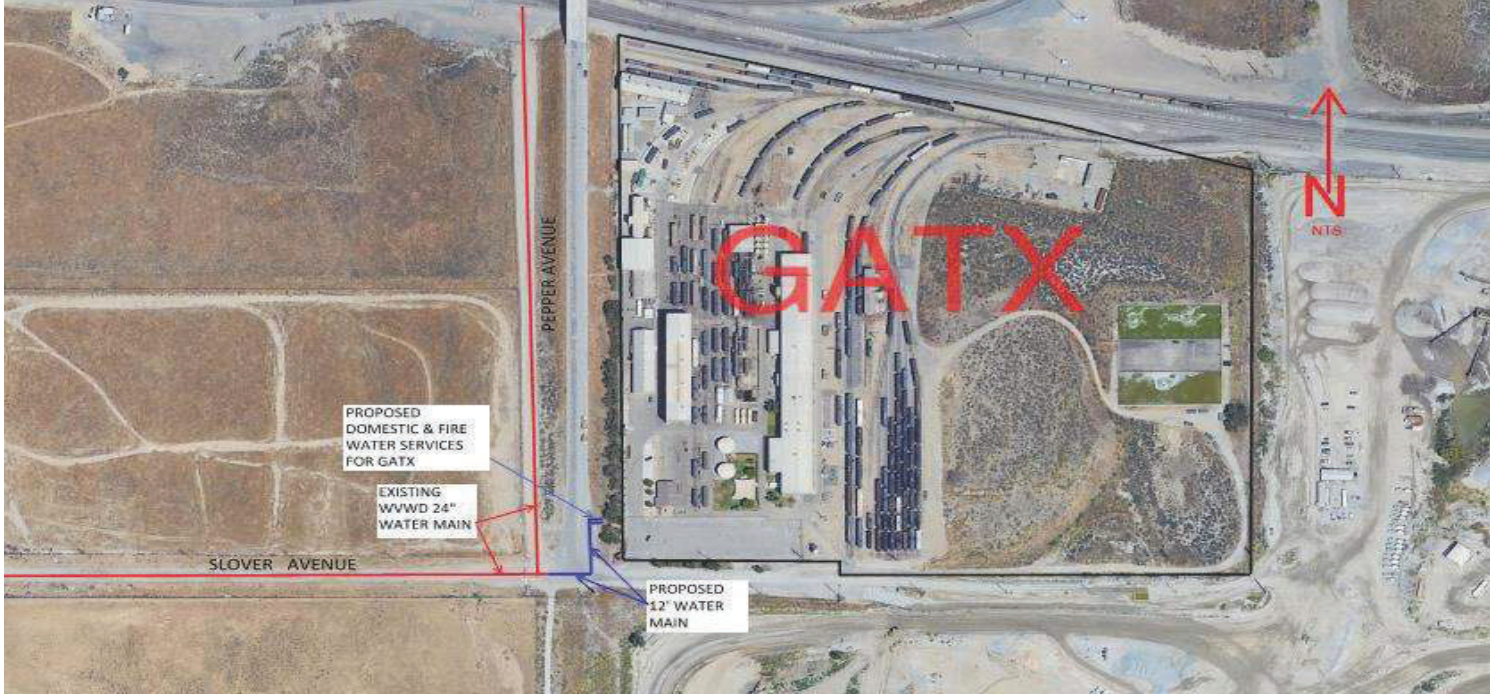 PEPPER AVENUE
GATX
N
NTS
PROPOSED
DOMESTIC & FIRE
WATER SERVICES
FOR GATX
EXISTING
WVWD 24"
WATER MAIN
SLOVER AVENUE
PROPOSED
12' WATER
MAIN